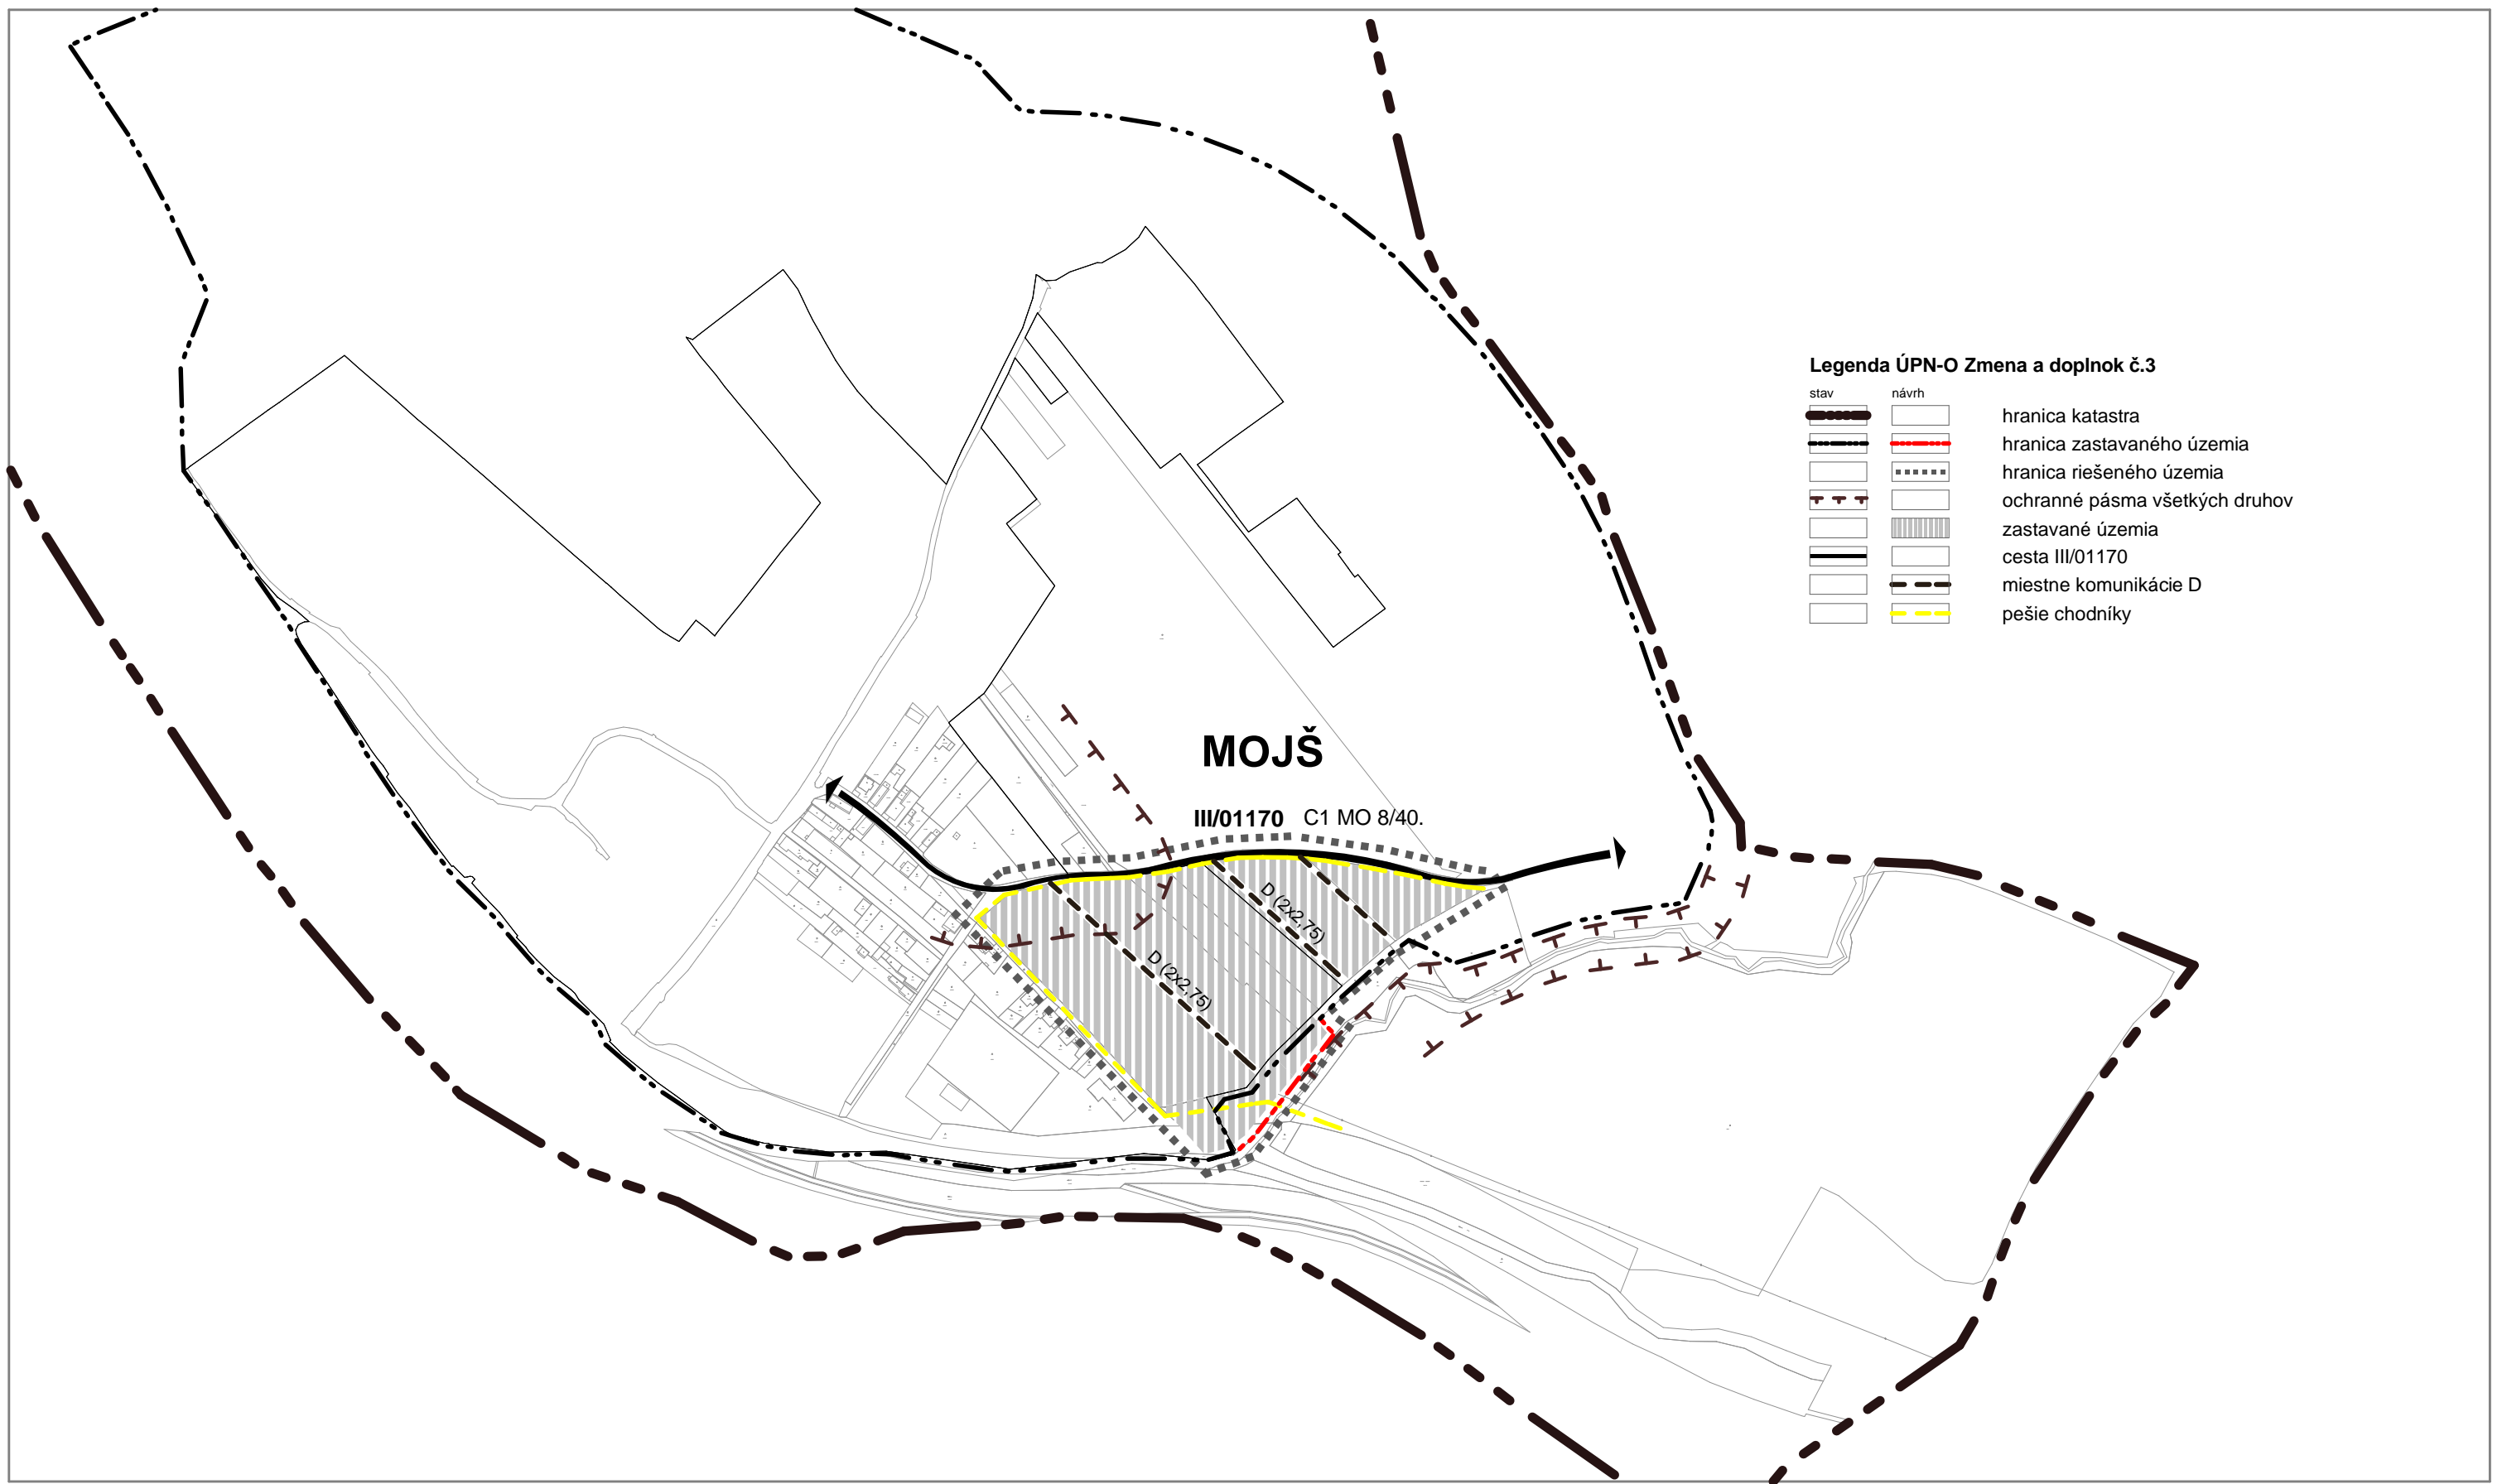 Legenda ÚPN-O Zmena a doplnok č.3
stav návrh
hranica katastra
hranica zastavaného územia
hranica riešeného územia
ochranné pásma všetkých druhov
zastavané územia
cesta III/01170
miestne komunikácie D
pešie chodníky
MOJŠ
III/01170 C1 MO 8/40.
D (2x2,75)
D (2x2,75)